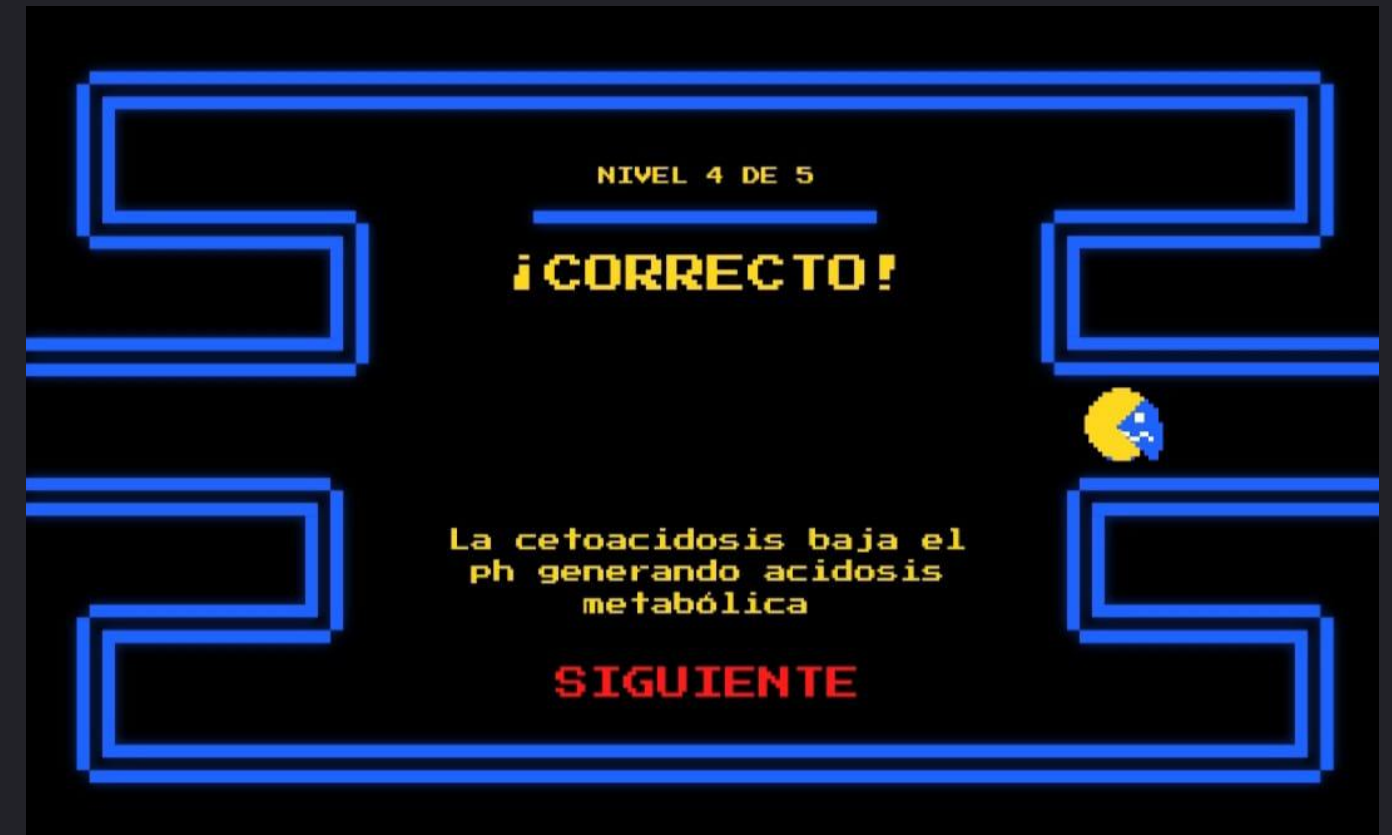 NIVEL 4 DE 5
¡CORRECTO!
La cetoacidosis baja el
ph generando acidosis
metabólica
SIGUIENTE